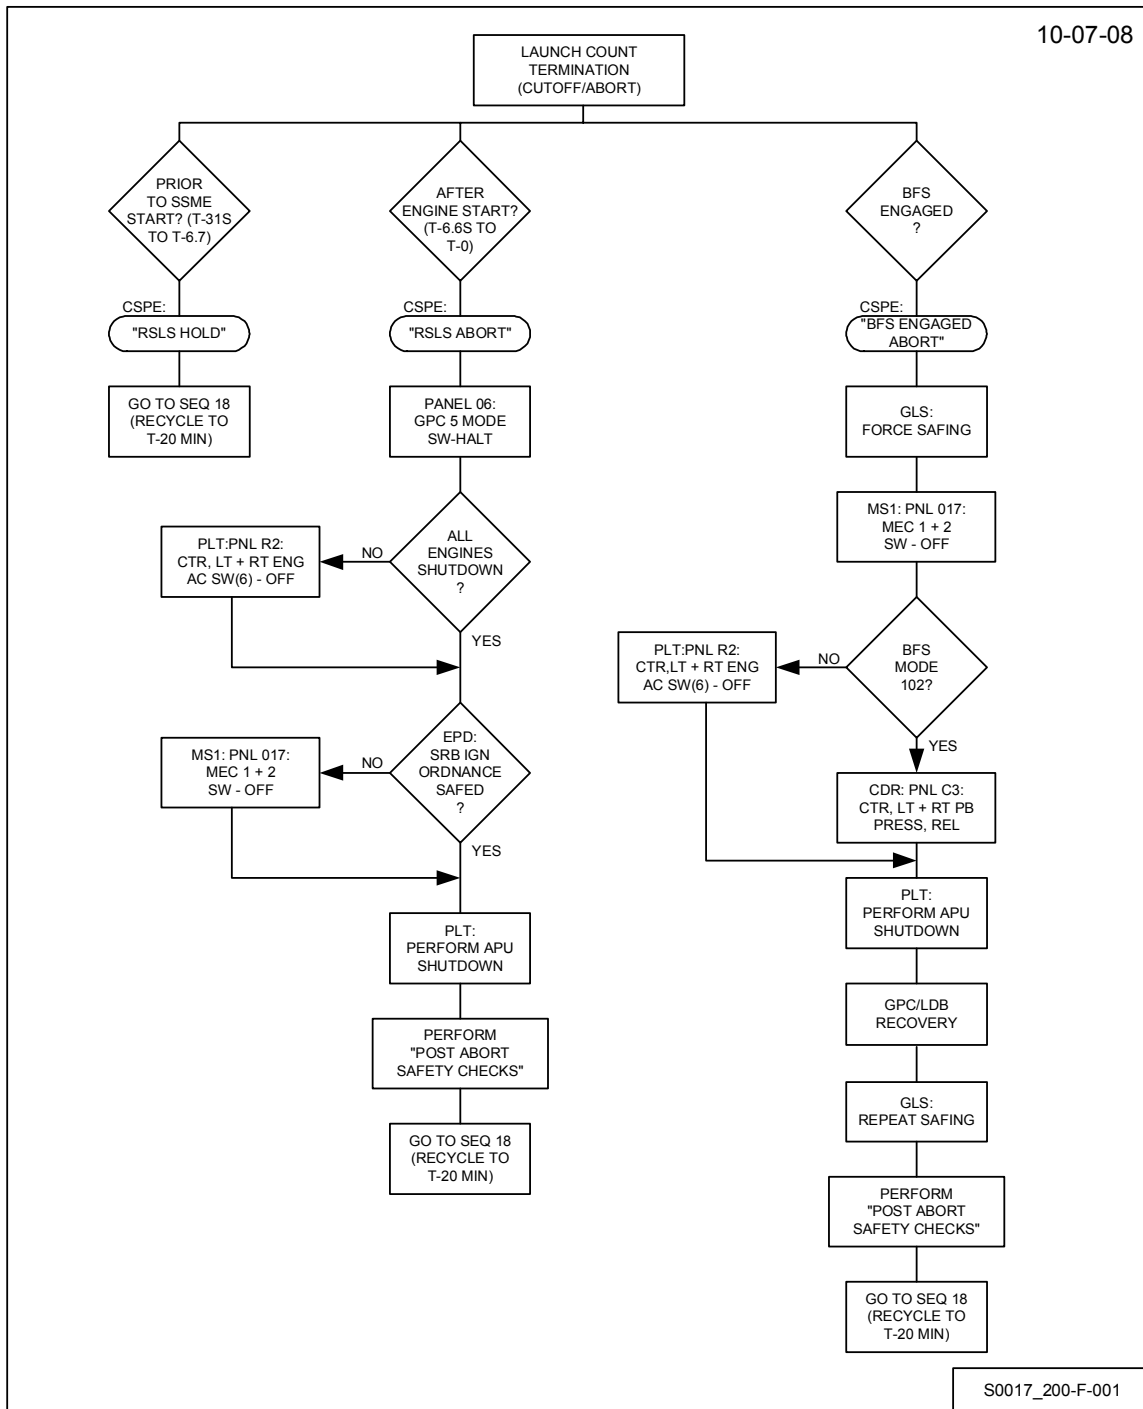 10-07-08
LAUNCH COUNT
TERMINATION
(CUTOFF/ABORT)
PRIOR
TO SSME
START? (T-31S
TO T-6.7)
CSPE:
"RSLS HOLD"
GO TO SEQ 18
(RECYCLE TO
T-20 MIN)
AFTER
ENGINE START?
(T-6.6S TO
T-0)
CSPE:
"RSLS ABORT"
PANEL 06:
GPC 5 MODE
SW-HALT
ALL
ENGINES
SHUTDOWN
?
NO
PLT:PNL R2:
CTR, LT + RT ENG
AC SW(6) - OFF
YES
EPD:
SRB IGN
ORDNANCE
SAFED
?
NO
MS1: PNL 017:
MEC 1 + 2
SW - OFF
YES
PLT:
PERFORM APU
SHUTDOWN
PERFORM
"POST ABORT
SAFETY CHECKS"
GO TO SEQ 18
(RECYCLE TO
T-20 MIN)
BFS
ENGAGED
?
CSPE:
"BFS ENGAGED
ABORT"
GLS:
FORCE SAFING
MS1: PNL 017:
MEC 1 + 2
SW - OFF
BFS
MODE
102?
NO
PLT:PNL R2:
CTR,LT + RT ENG
AC SW(6) - OFF
YES
CDR: PNL C3:
CTR, LT + RT PB
PRESS, REL
PLT:
PERFORM APU
SHUTDOWN
GPC/LDB
RECOVERY
GLS:
REPEAT SAFING
PERFORM
"POST ABORT
SAFETY CHECKS"
GO TO SEQ 18
(RECYCLE TO
T-20 MIN)
S0017_200-F-001